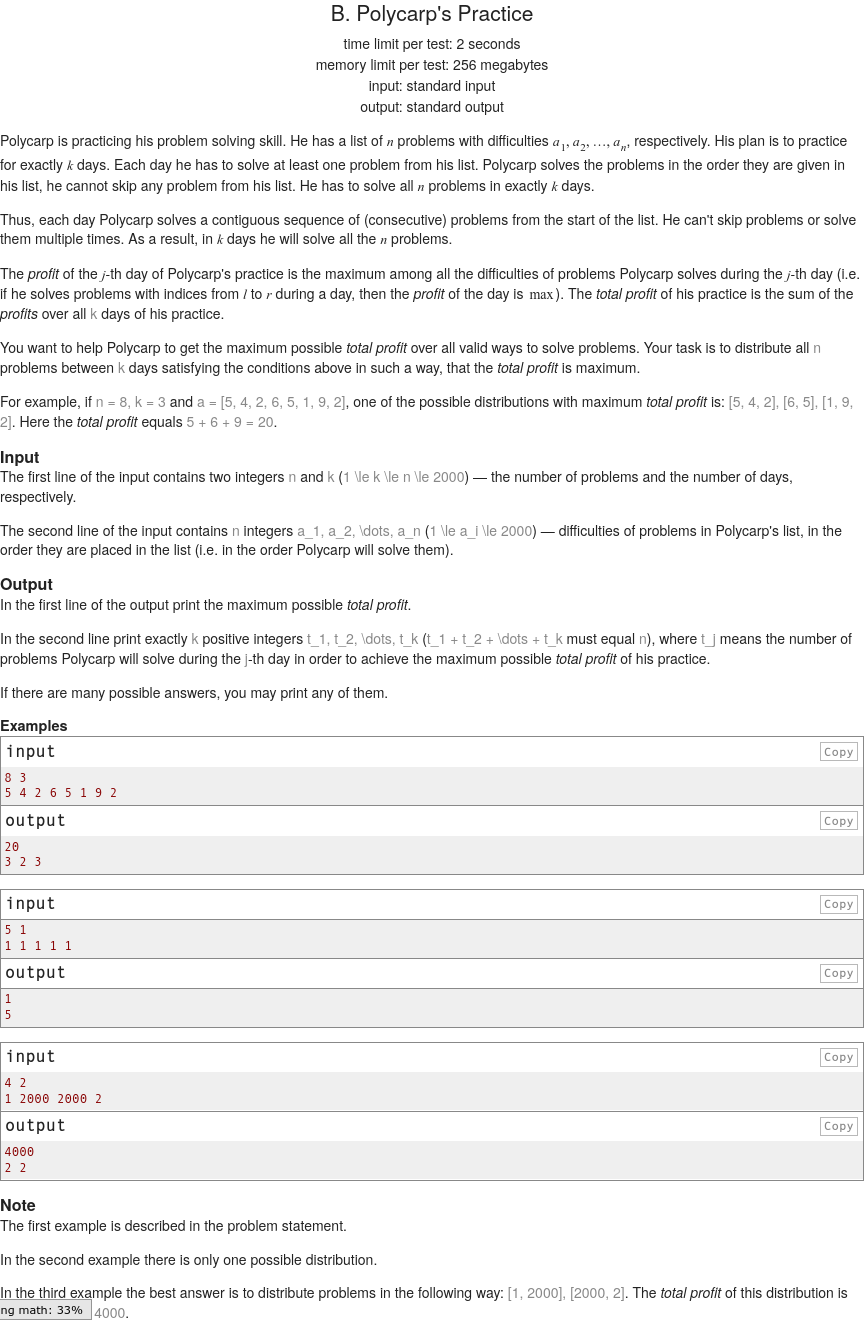 B. Polycarp's Practice
time limit per test: 2 seconds
memory limit per test: 256 megabytes
input: standard input
output: standard output
Polycarp is practicing his problem solving skill. He has a list of n problems with difficulties a1, a2, …, an, respectively. His plan is to practice
for exactly k days. Each day he has to solve at least one problem from his list. Polycarp solves the problems in the order they are given in
his list, he cannot skip any problem from his list. He has to solve all n problems in exactly k days.
Thus, each day Polycarp solves a contiguous sequence of (consecutive) problems from the start of the list. He can't skip problems or solve
them multiple times. As a result, in k days he will solve all the n problems.
The profit of the j-th day of Polycarp's practice is the maximum among all the difficulties of problems Polycarp solves during the j-th day (i.e.
if he solves problems with indices from l to r during a day, then the profit of the day is max). The total profit of his practice is the sum of the
profits over all k days of his practice.
You want to help Polycarp to get the maximum possible total profit over all valid ways to solve problems. Your task is to distribute all n
problems between k days satisfying the conditions above in such a way, that the total profit is maximum.
For example, if n = 8, k = 3 and a = [5, 4, 2, 6, 5, 1, 9, 2], one of the possible distributions with maximum total profit is: [5, 4, 2], [6, 5], [1, 9,
2]. Here the total profit equals 5 + 6 + 9 = 20.
Input
The first line of the input contains two integers n and k (1 \le k \le n \le 2000) — the number of problems and the number of days,
respectively.
The second line of the input contains n integers a_1, a_2, \dots, a_n (1 \le a_i \le 2000) — difficulties of problems in Polycarp's list, in the
order they are placed in the list (i.e. in the order Polycarp will solve them).
Output
In the first line of the output print the maximum possible total profit.
In the second line print exactly k positive integers t_1, t_2, \dots, t_k (t_1 + t_2 + \dots + t_k must equal n), where t_j means the number of
problems Polycarp will solve during the j-th day in order to achieve the maximum possible total profit of his practice.
If there are many possible answers, you may print any of them.
Examples
input Copy
8 3
5 4 2 6 5 1 9 2
output Copy
20
3 2 3
input Copy
5 1
1 1 1 1 1
output Copy
1
5
input Copy
4 2
1 2000 2000 2
output Copy
4000
2 2
Note
The first example is described in the problem statement.
In the second example there is only one possible distribution.
In the third example the best answer is to distribute problems in the following way: [1, 2000], [2000, 2]. The total profit of this distribution is
ng math: 33% 4000.